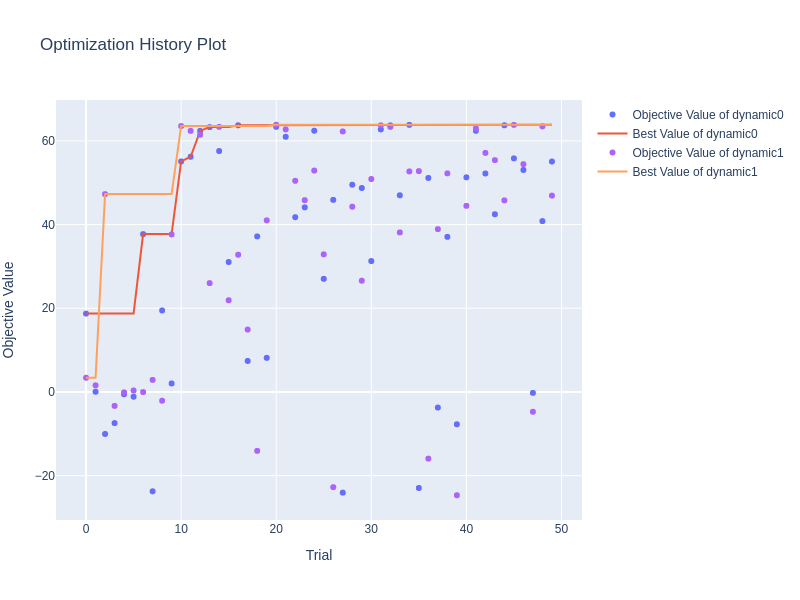 Optimization History Plot
Objective Value of dynamic0
Best Value of dynamic0
Objective Value of dynamic1
Best Value of dynamic1
60
40
20
0
−20
0
10
20
30
40
50
Trial
Objective Value